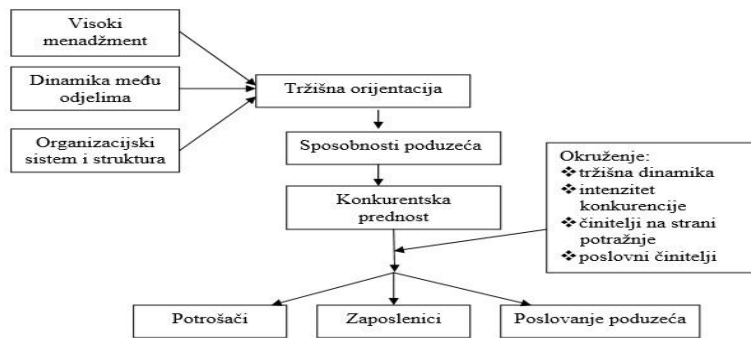 Visoki
menadžment
Dinamika među
odjelima
Organizacijski
sistem i struktura
Tržišna orijentacija
Sposobnosti poduzeća
Konkurentska
prednost
Okruženje:
❖tržišna dinamika
❖intenzitet
konkurencije
❖činitelji na strani
potražnje
❖poslovni činitelji
Potrošači
Zaposlenici
Poslovanje poduzeća